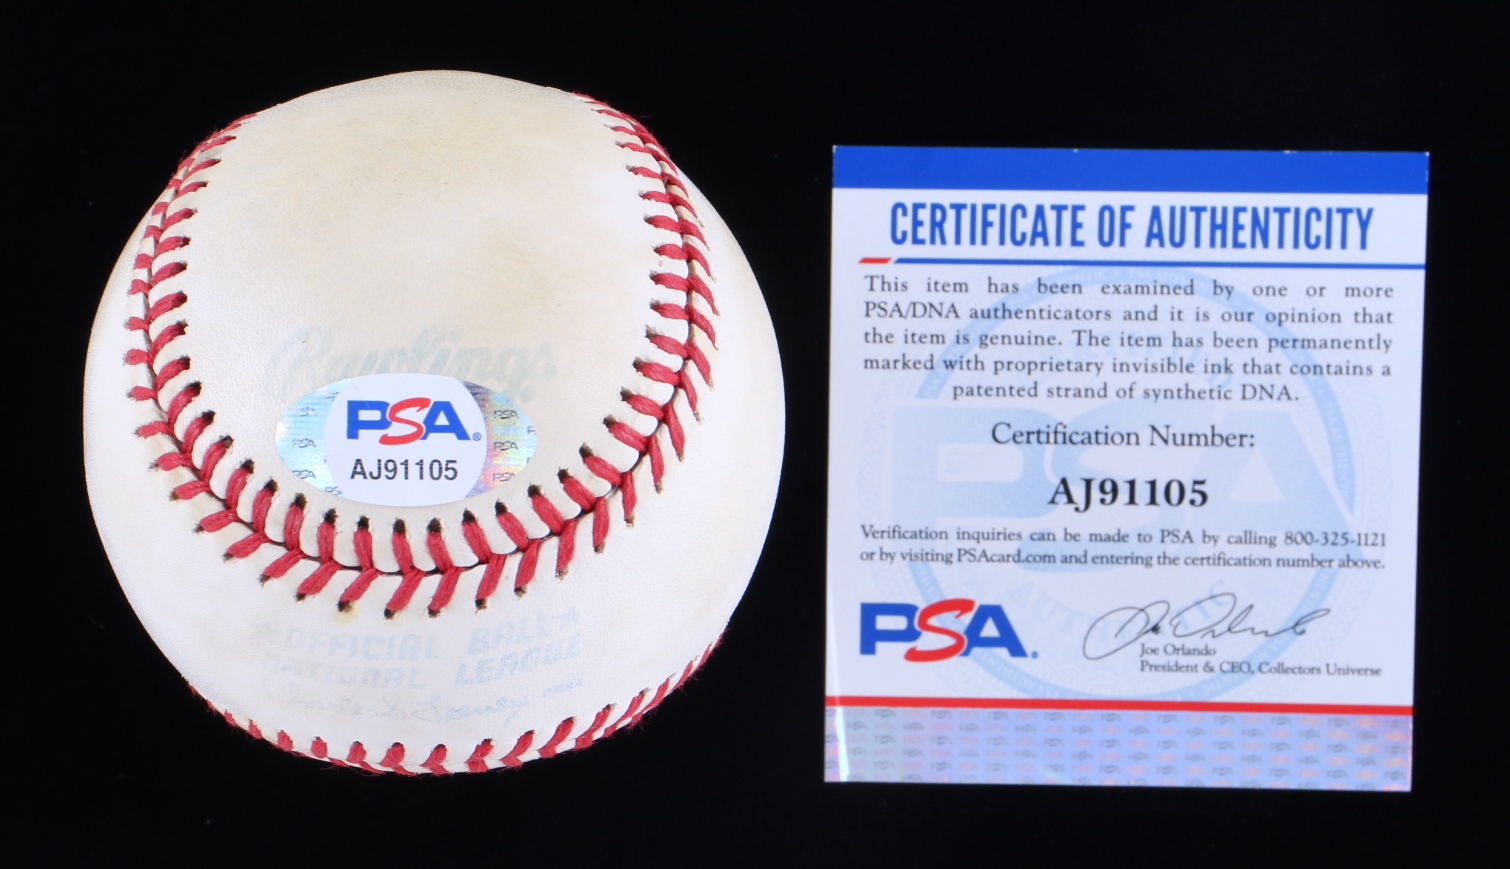 Rawlings
PSA
AJ91105
OFFICIAL BALL
NATIONAL LEAGUE
CERTIFICATE OF AUTHENTICITY
This item has been examined by one or more
PSA/DNA authenticators and it is our opinion that
the item is genuine. The item has been permanently
marked with proprietary invisible ink that contains a
patented strand of synthetic DNA.
Certification Number:
AJ91105
Verification inquiries can be made to PSA by calling 800-325-1121
or by visiting PSAcard.com and entering the certification number above.
PSA.
Joe Orlando
President & CEO, Collectors Universe